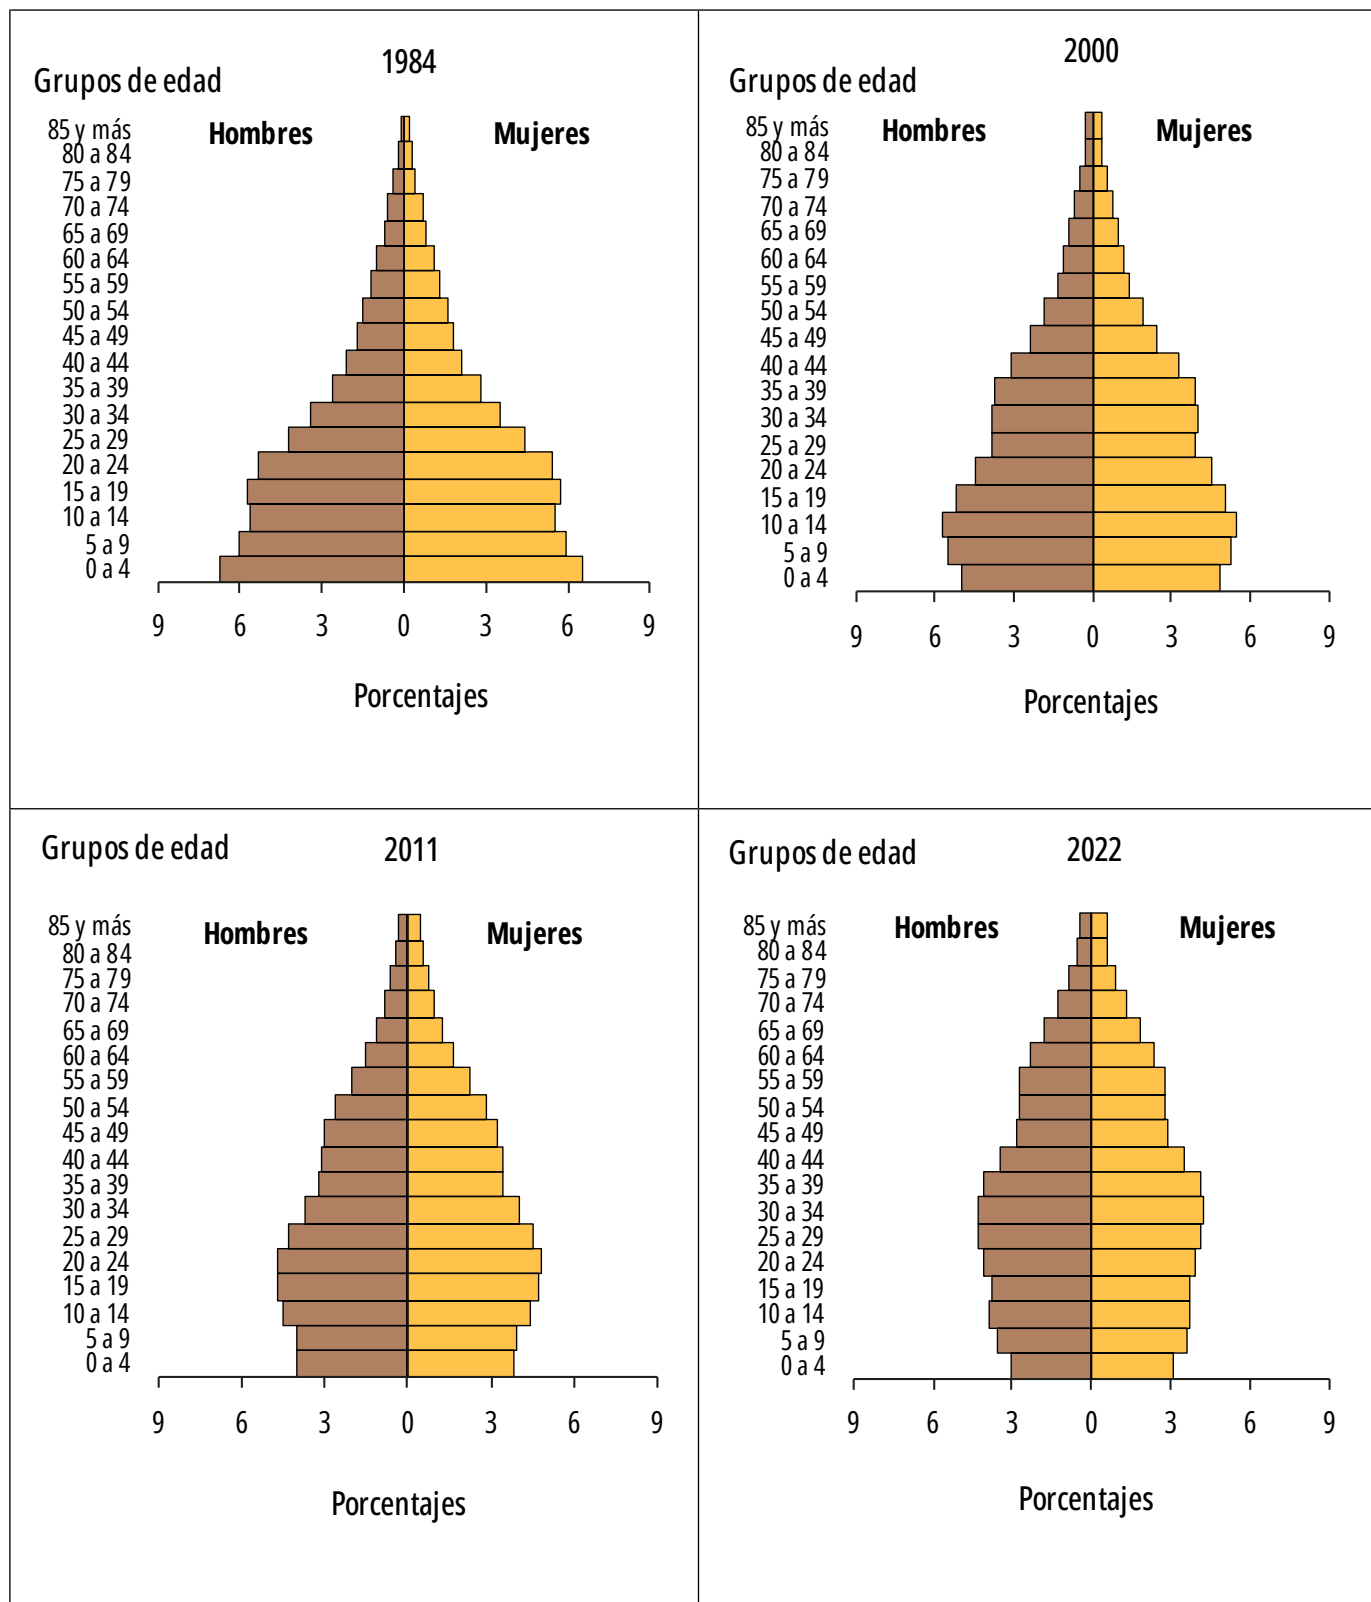 1984
Grupos de edad
Hombres
Mujeres
85 y más
80 a 84
75 a 79
70 a 74
65 a 69
60 a 64
55 a 59
50 a 54
45 a 49
40 a 44
35 a 39
30 a 34
25 a 29
20 a 24
15 a 19
10 a 14
5 a 9
0 a 4
9 6 3 0 3 6 9
Porcentajes
2000
Grupos de edad
Hombres
Mujeres
85 y más
80 a 84
75 a 79
70 a 74
65 a 69
60 a 64
55 a 59
50 a 54
45 a 49
40 a 44
35 a 39
30 a 34
25 a 29
20 a 24
15 a 19
10 a 14
5 a 9
0 a 4
9 6 3 0 3 6 9
Porcentajes
Grupos de edad
2011
85 y más
Hombres
Mujeres
80 a 84
75 a 79
70 a 74
65 a 69
60 a 64
55 a 59
50 a 54
45 a 49
40 a 44
35 a 39
30 a 34
25 a 29
20 a 24
15 a 19
10 a 14
5 a 9
0 a 4
9 6 3 0 3 6 9
Porcentajes
Grupos de edad
2022
85 y más
Hombres
Mujeres
80 a 84
75 a 79
70 a 74
65 a 69
60 a 64
55 a 59
50 a 54
45 a 49
40 a 44
35 a 39
30 a 34
25 a 29
20 a 24
15 a 19
10 a 14
5 a 9
0 a 4
9 6 3 0 3 6 9
Porcentajes